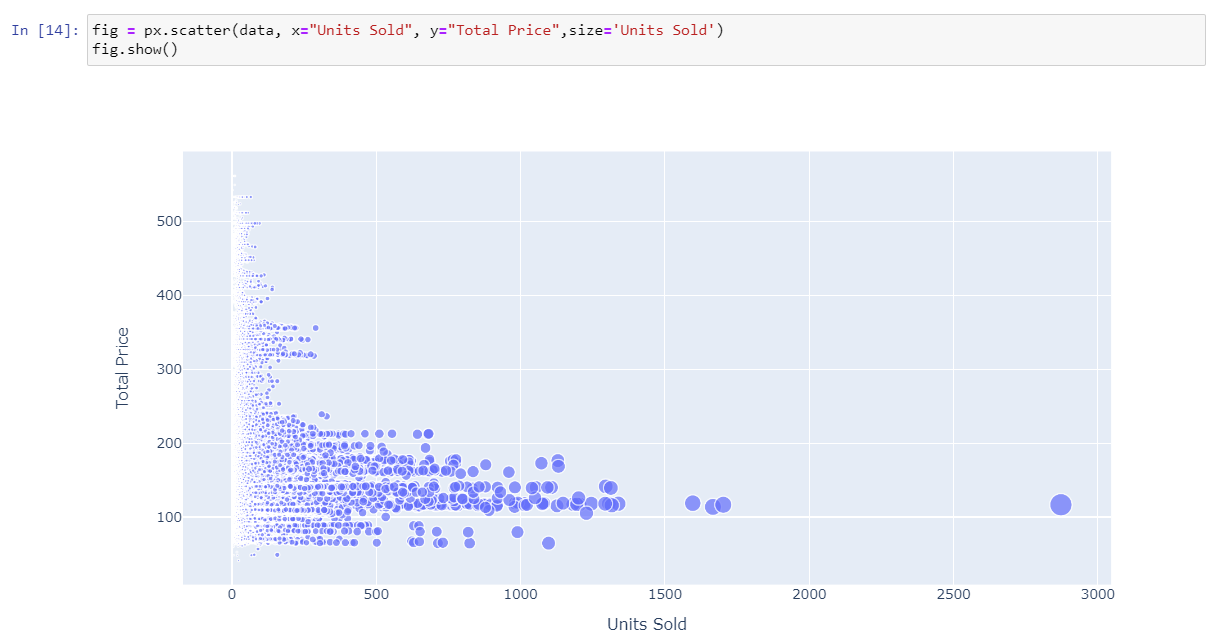 In [14]: fig = px.scatter(data, x="Units Sold", y="Total Price",size='Units Sold')
fig.show()
500
400
300
200
100
Total Price
0 500 1000 1500 2000 2500 3000
Units Sold